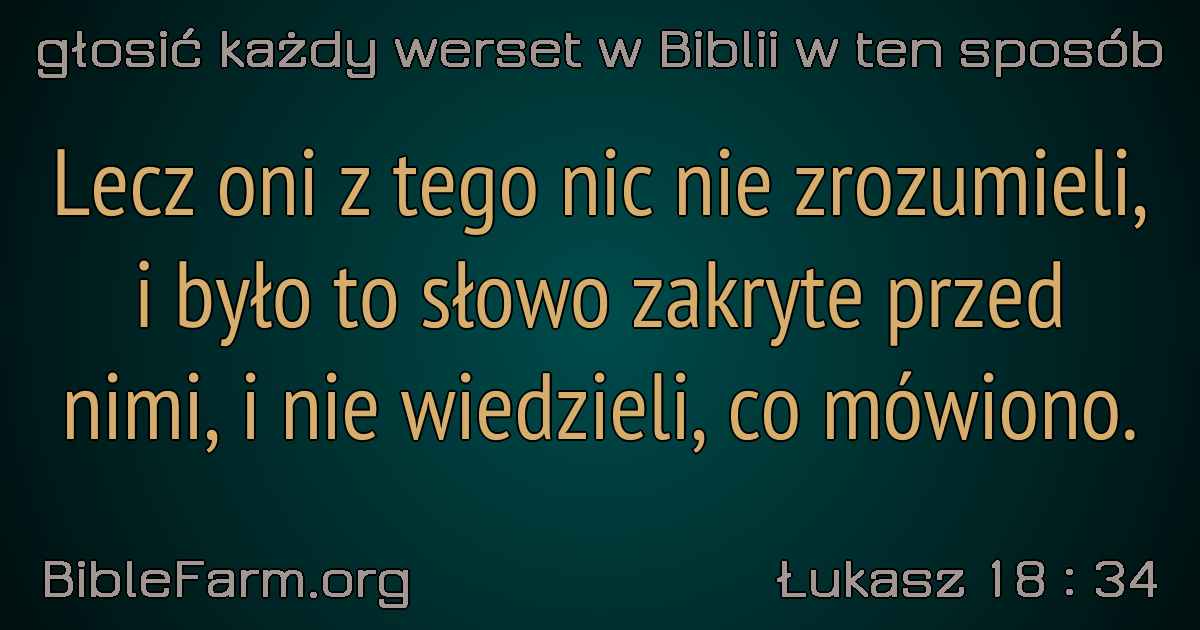 głosić każdy werset w Biblii w ten sposób
Lecz oni z tego nic nie zrozumieli,
i było to słowo zakryte przed
nimi, i nie wiedzieli, co mówiono.
BibleFarm.org
Łukasz 18 : 34